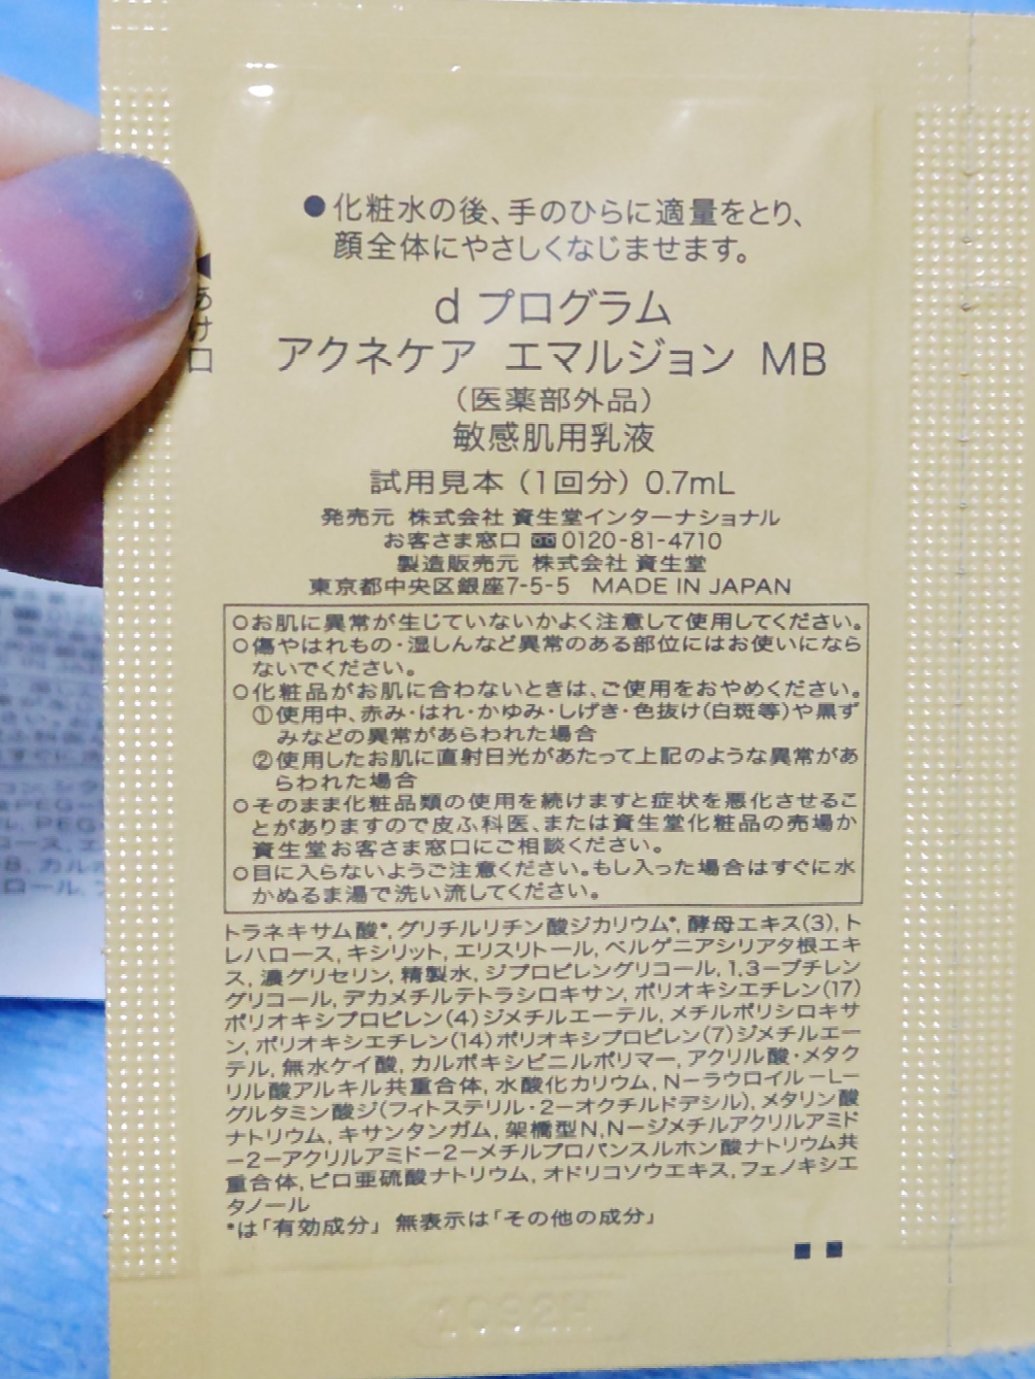 ●化粧水の後、手のひらに適量をとり、
顔全体にやさしくなじませます。
◀あけ口
d プログラム
アクネケア エマルジョン MB
（医薬部外品）
敏感肌用乳液
試用見本（1回分）0.7mL
発売元 株式会社 資生堂インターナショナル
お客さま窓口 0120-81-4710
製造販売元 株式会社 資生堂
東京都中央区銀座7-5-5 MADE IN JAPAN
○お肌に異常が生じていないかよく注意して使用してください。
○傷やはれもの・湿しんなど異常のある部位にはお使いになら
ないでください。
○化粧品がお肌に合わないときは、ご使用をおやめください。
①使用中、赤み・はれ・かゆみ・しげき・色抜け(白斑等)や黒ず
みなどの異常があらわれた場合
②使用したお肌に直射日光があたって上記のような異常があ
らわれた場合
○そのまま化粧品類の使用を続けますと症状を悪化させるこ
とがありますので皮ふ科医、または資生堂化粧品の売場か
資生堂お客さま窓口にご相談ください。
○目に入らないようご注意ください。もし入った場合はすぐに水
かぬるま湯で洗い流してください。
トラネキサム酸*, グリチルリチン酸ジカリウム*, 酵母エキス(3), ト
レハロース, キシリット, エリスリトール, ベルゲニアシリアタ根エキ
ス, 濃グリセリン, 精製水, ジプロピレングリコール, 1.3-ブチレン
グリコール, デカメチルテトラシロキサン, ポリオキシエチレン(17)
ポリオキシプロピレン(4)ジメチルエーテル, メチルポリシロキサ
ン, ポリオキシエチレン(14)ポリオキシプロピレン(7)ジメチルエー
テル, 無水ケイ酸, カルボキシビニルポリマー, アクリル酸・メタク
リル酸アルキル共重合体, 水酸化カリウム, N-ラウロイル-L-
グルタミン酸ジ(フィトステリル・2-オクチルドデシル), メタリン酸
ナトリウム, キサンタンガム, 架橋型N,N-ジメチルアクリルアミド
-2-アクリルアミド-2-メチルプロパンスルホン酸ナトリウム共
重合体, ピロ亜硫酸ナトリウム, オドリコソウエキス, フェノキシエ
タノール
*は「有効成分」 無表示は「その他の成分」